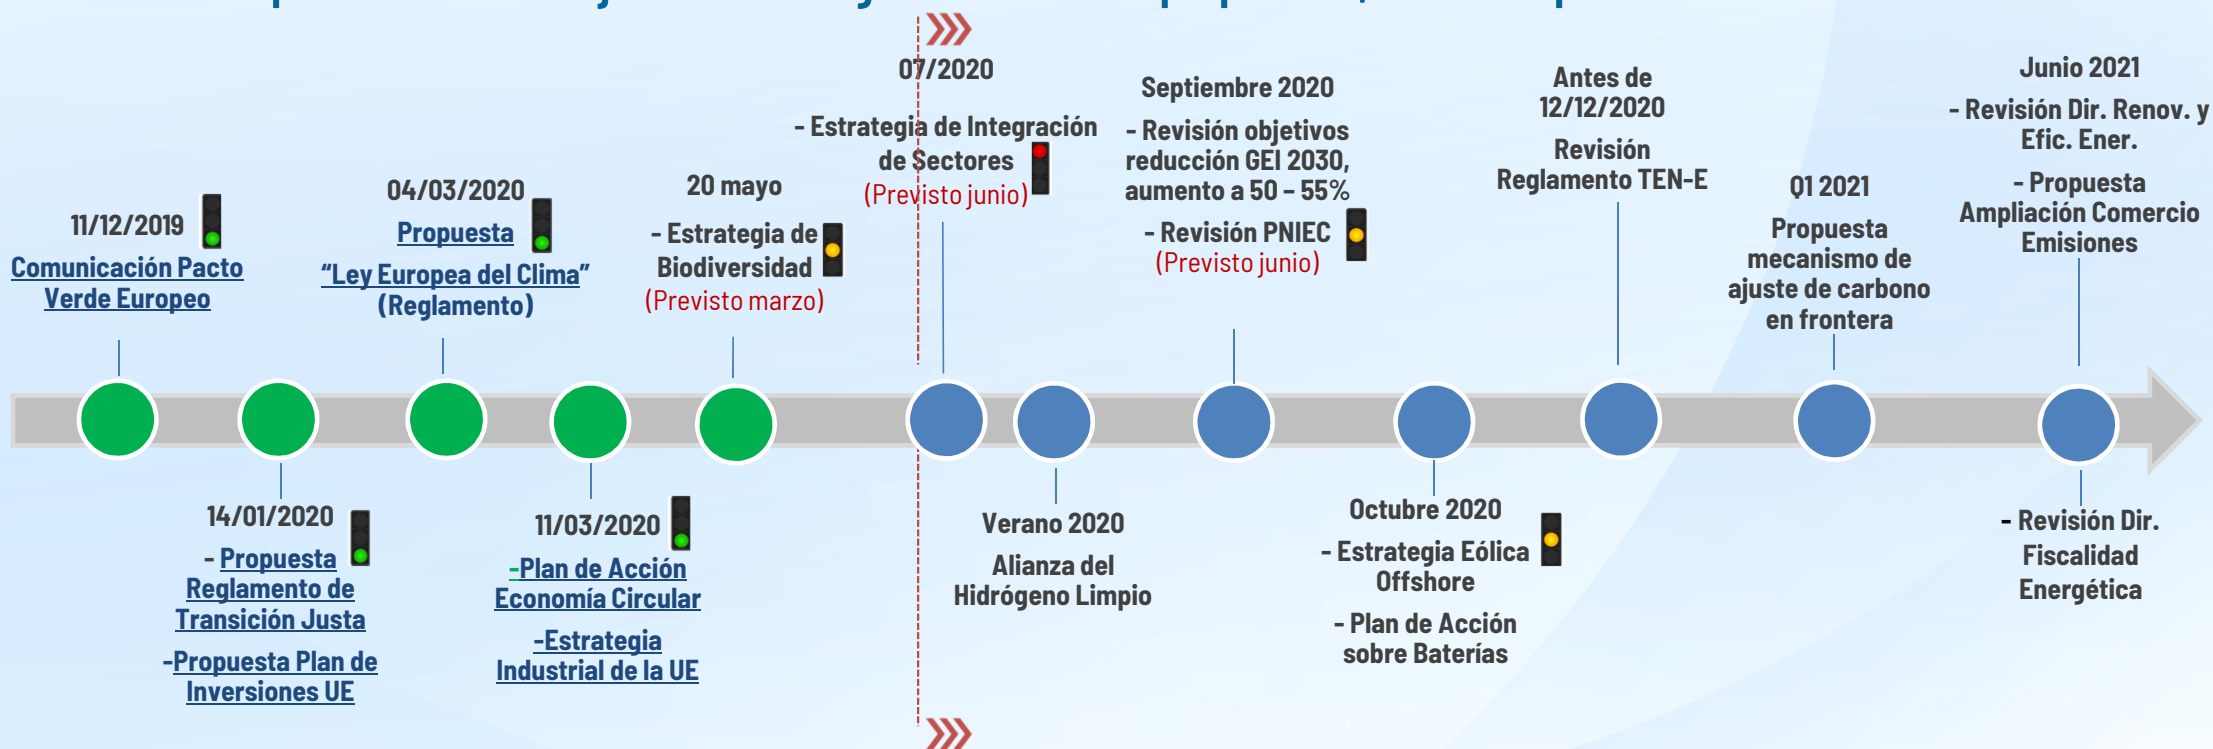 11/12/2019
Comunicación Pacto
Verde Europeo
14/01/2020
- Propuesta
Reglamento de
Transición Justa
-Propuesta Plan de
Inversiones UE
04/03/2020
Propuesta
“Ley Europea del Clima”
(Reglamento)
11/03/2020
-Plan de Acción
Economía Circular
-Estrategia
Industrial de la UE
20 mayo
- Estrategia de
Biodiversidad
(Previsto marzo)
07/2020
- Estrategia de Integración
de Sectores
(Previsto junio)
Verano 2020
Alianza del
Hidrógeno Limpio
Septiembre 2020
- Revisión objetivos
reducción GEI 2030,
aumento a 50 – 55%
- Revisión PNIEC
(Previsto junio)
Octubre 2020
- Estrategia Eólica
Offshore
- Plan de Acción
sobre Baterías
Antes de
12/12/2020
Revisión
Reglamento TEN-E
Q1 2021
Propuesta
mecanismo de
ajuste de carbono
en frontera
Junio 2021
- Revisión Dir. Renov. y
Efic. Ener.
- Propuesta
Ampliación Comercio
Emisiones
- Revisión Dir.
Fiscalidad
Energética